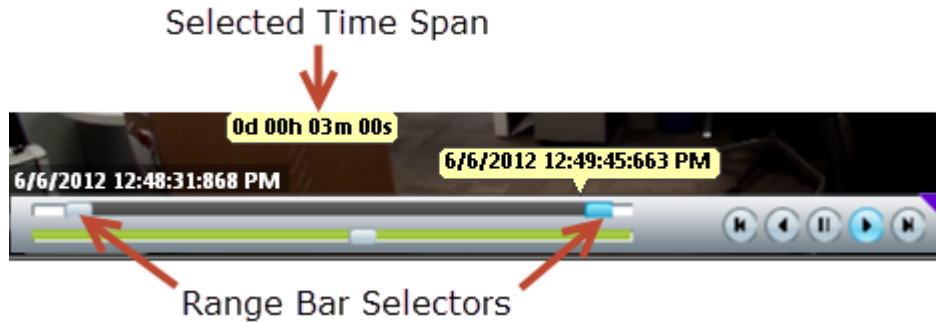 Selected Time Span
0d 00h 03m 00s
6/6/2012 12:49:45:663 PM
6/6/2012 12:48:31:868 PM
Range Bar Selectors